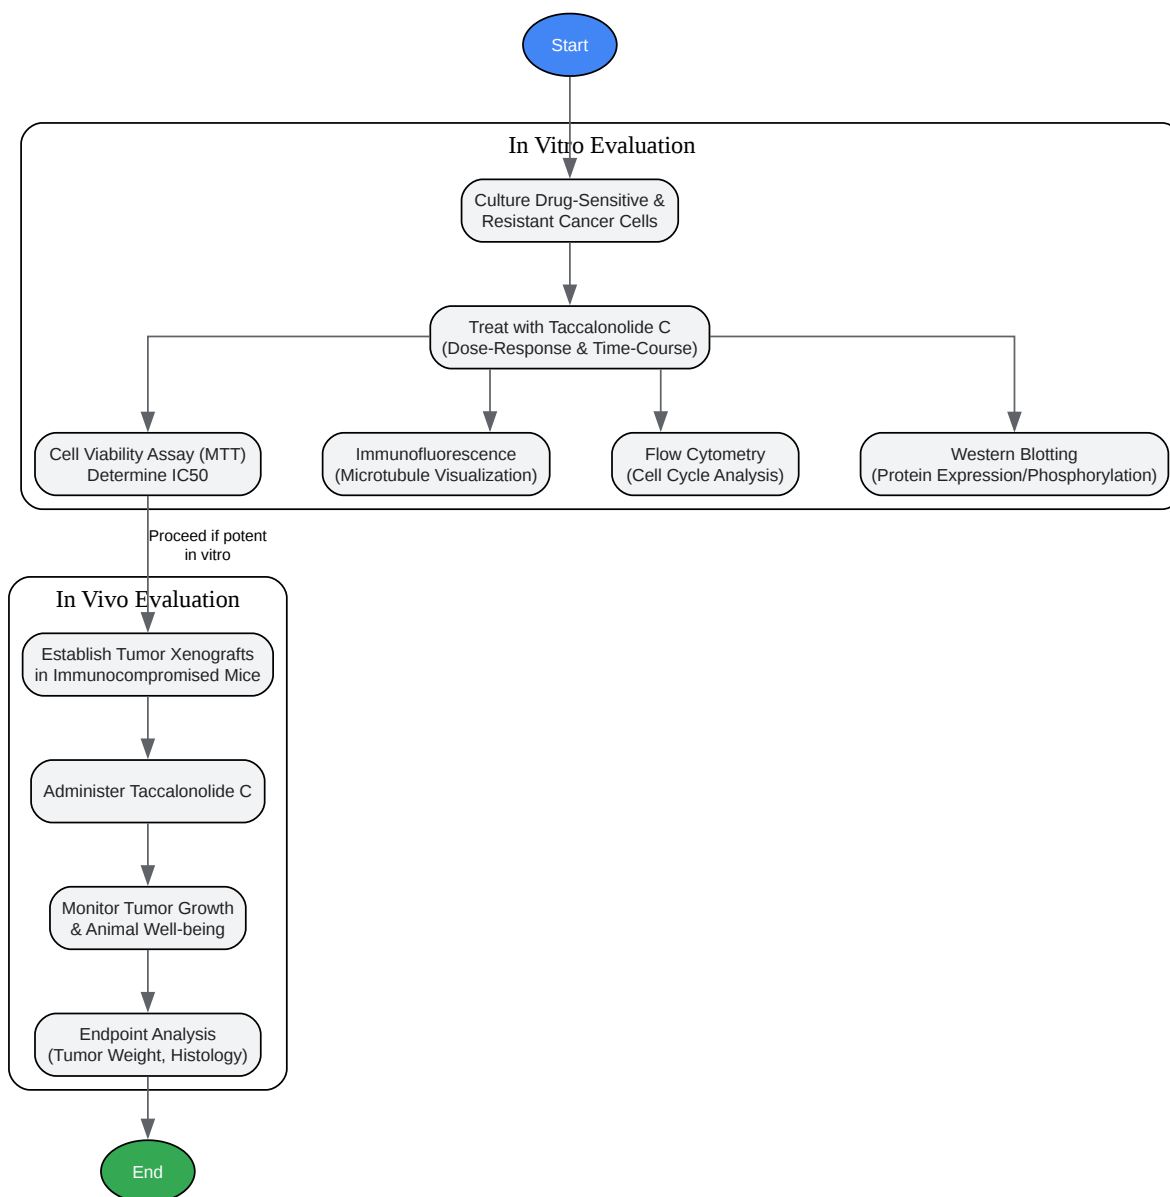 Start
In Vitro Evaluation
Culture Drug-Sensitive &
Resistant Cancer Cells
Treat with Taccalonolide C
(Dose-Response & Time-Course)
Cell Viability Assay (MTT)
Determine IC50
Immunofluorescence
(Microtubule Visualization)
Flow Cytometry
(Cell Cycle Analysis)
Western Blotting
(Protein Expression/Phosphorylation)
Proceed if potent
in vitro
In Vivo Evaluation
Establish Tumor Xenografts
in Immunocompromised Mice
Administer Taccalonolide C
Monitor Tumor Growth
& Animal Well-being
Endpoint Analysis
(Tumor Weight, Histology)
End